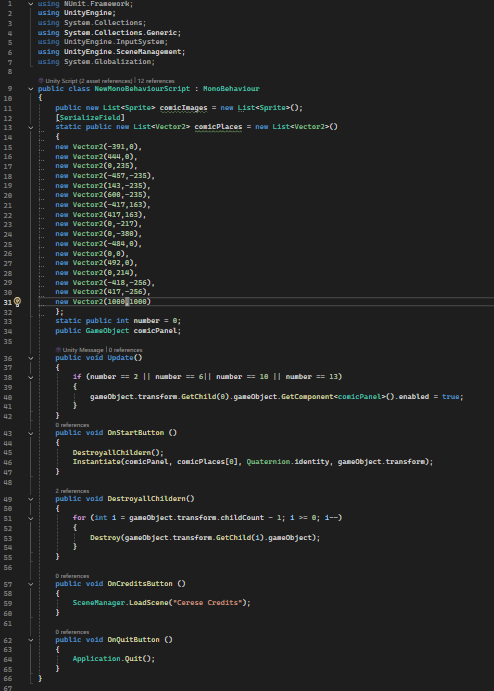 1 using NUnit.Framework;
2 using UnityEngine;
3 using System.Collections;
4 using System.Collections.Generic;
5 using UnityEngine.InputSystem;
6 using UnityEngine.SceneManagement;
7 using System.Globalization;
8
Unity Script (2 asset references) | 12 references
9 public class NewMonoBehaviourScript : MonoBehaviour
10 {
11 public new List<Sprite> comicImages = new List<Sprite>();
12 [SerializeField]
13 static public new List<Vector2> comicPlaces = new List<Vector2>()
14 {
15 new Vector2(-391,0),
16 new Vector2(444,0),
17 new Vector2(0,235),
18 new Vector2(-457,-235),
19 new Vector2(143,-235),
20 new Vector2(600,-235),
21 new Vector2(-417,163),
22 new Vector2(417,163),
23 new Vector2(0,-217),
24 new Vector2(0,-380),
25 new Vector2(-484,0),
26 new Vector2(0,0),
27 new Vector2(492,0),
28 new Vector2(0,214),
29 new Vector2(-418,-256),
30 new Vector2(417,-256),
31 new Vector2(1000,1000)
32 };
33 static public int number = 0;
34 public GameObject comicPanel;
35
Unity Message | 0 references
36 public void Update()
37 {
38 if (number == 2 || number == 6|| number == 10 || number == 13)
39 {
40 gameObject.transform.GetChild(0).gameObject.GetComponent<comicPanel>().enabled = true;
41 }
42 }
0 references
43 public void OnStartButton ()
44 {
45 DestroyallChildern();
46 Instantiate(comicPanel, comicPlaces[0], Quaternion.identity, gameObject.transform);
47 }
48
2 references
49 public void DestroyallChildern()
50 {
51 for (int i = gameObject.transform.childCount - 1; i >= 0; i--)
52 {
53 Destroy(gameObject.transform.GetChild(i).gameObject);
54 }
55 }
56
0 references
57 public void OnCreditsButton ()
58 {
59 SceneManager.LoadScene("Cerese Credits");
60 }
61
0 references
62 public void OnQuitButton ()
63 {
64 Application.Quit();
65 }
66 }
67